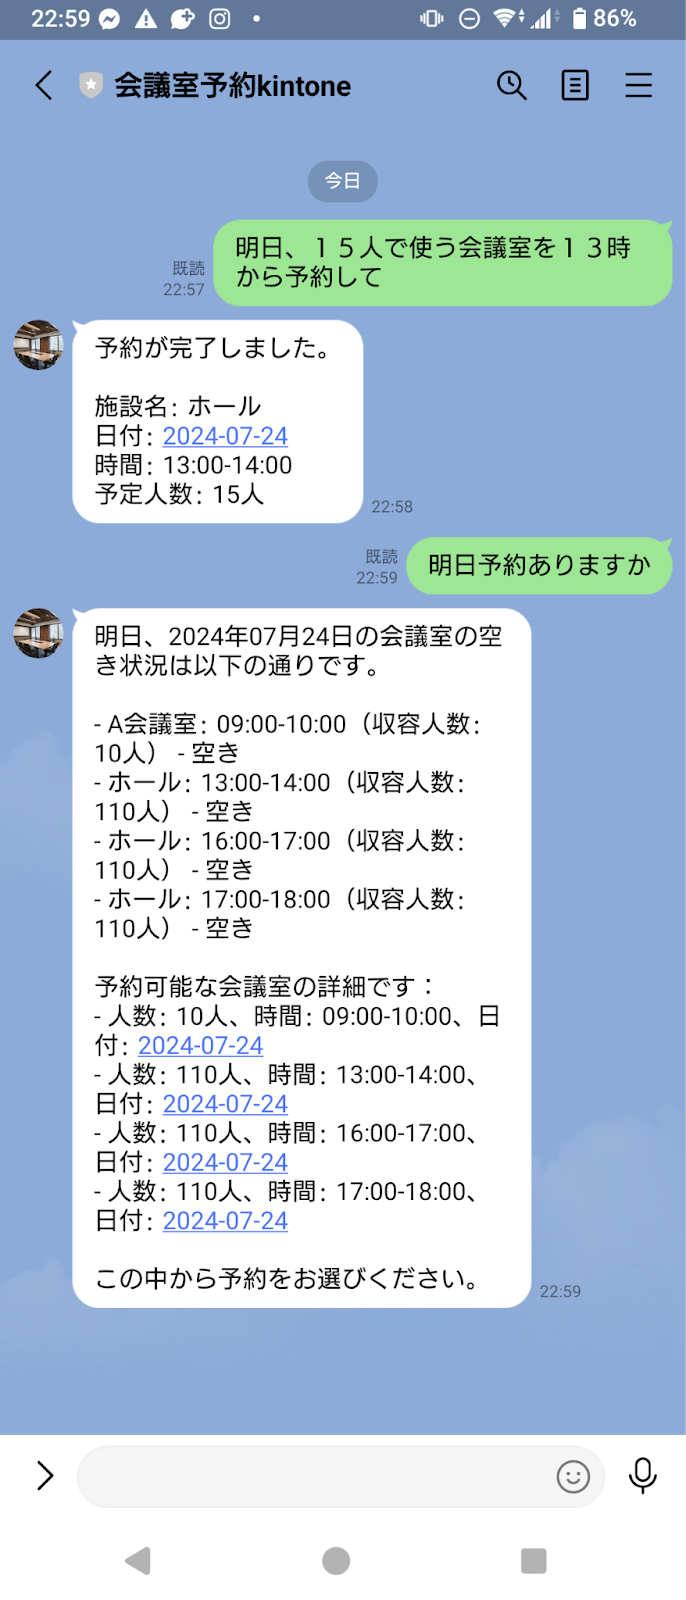 22:59 86%
会議室予約kintone
今日
明日、１５人で使う会議室を１３時
から予約して
既読
22:57
予約が完了しました。
施設名: ホール
日付: 2024-07-24
時間: 13:00-14:00
予定人数: 15人
22:58
既読
22:59
明日予約ありますか
明日、2024年07月24日の会議室の空
き状況は以下の通りです。
- A会議室: 09:00-10:00（収容人数:
10人） - 空き
- ホール: 13:00-14:00（収容人数:
110人） - 空き
- ホール: 16:00-17:00（収容人数:
110人） - 空き
- ホール: 17:00-18:00（収容人数:
110人） - 空き
予約可能な会議室の詳細です：
- 人数: 10人、時間: 09:00-10:00、日
付: 2024-07-24
- 人数: 110人、時間: 13:00-14:00、
日付: 2024-07-24
- 人数: 110人、時間: 16:00-17:00、
日付: 2024-07-24
- 人数: 110人、時間: 17:00-18:00、
日付: 2024-07-24
この中から予約をお選びください。
22:59